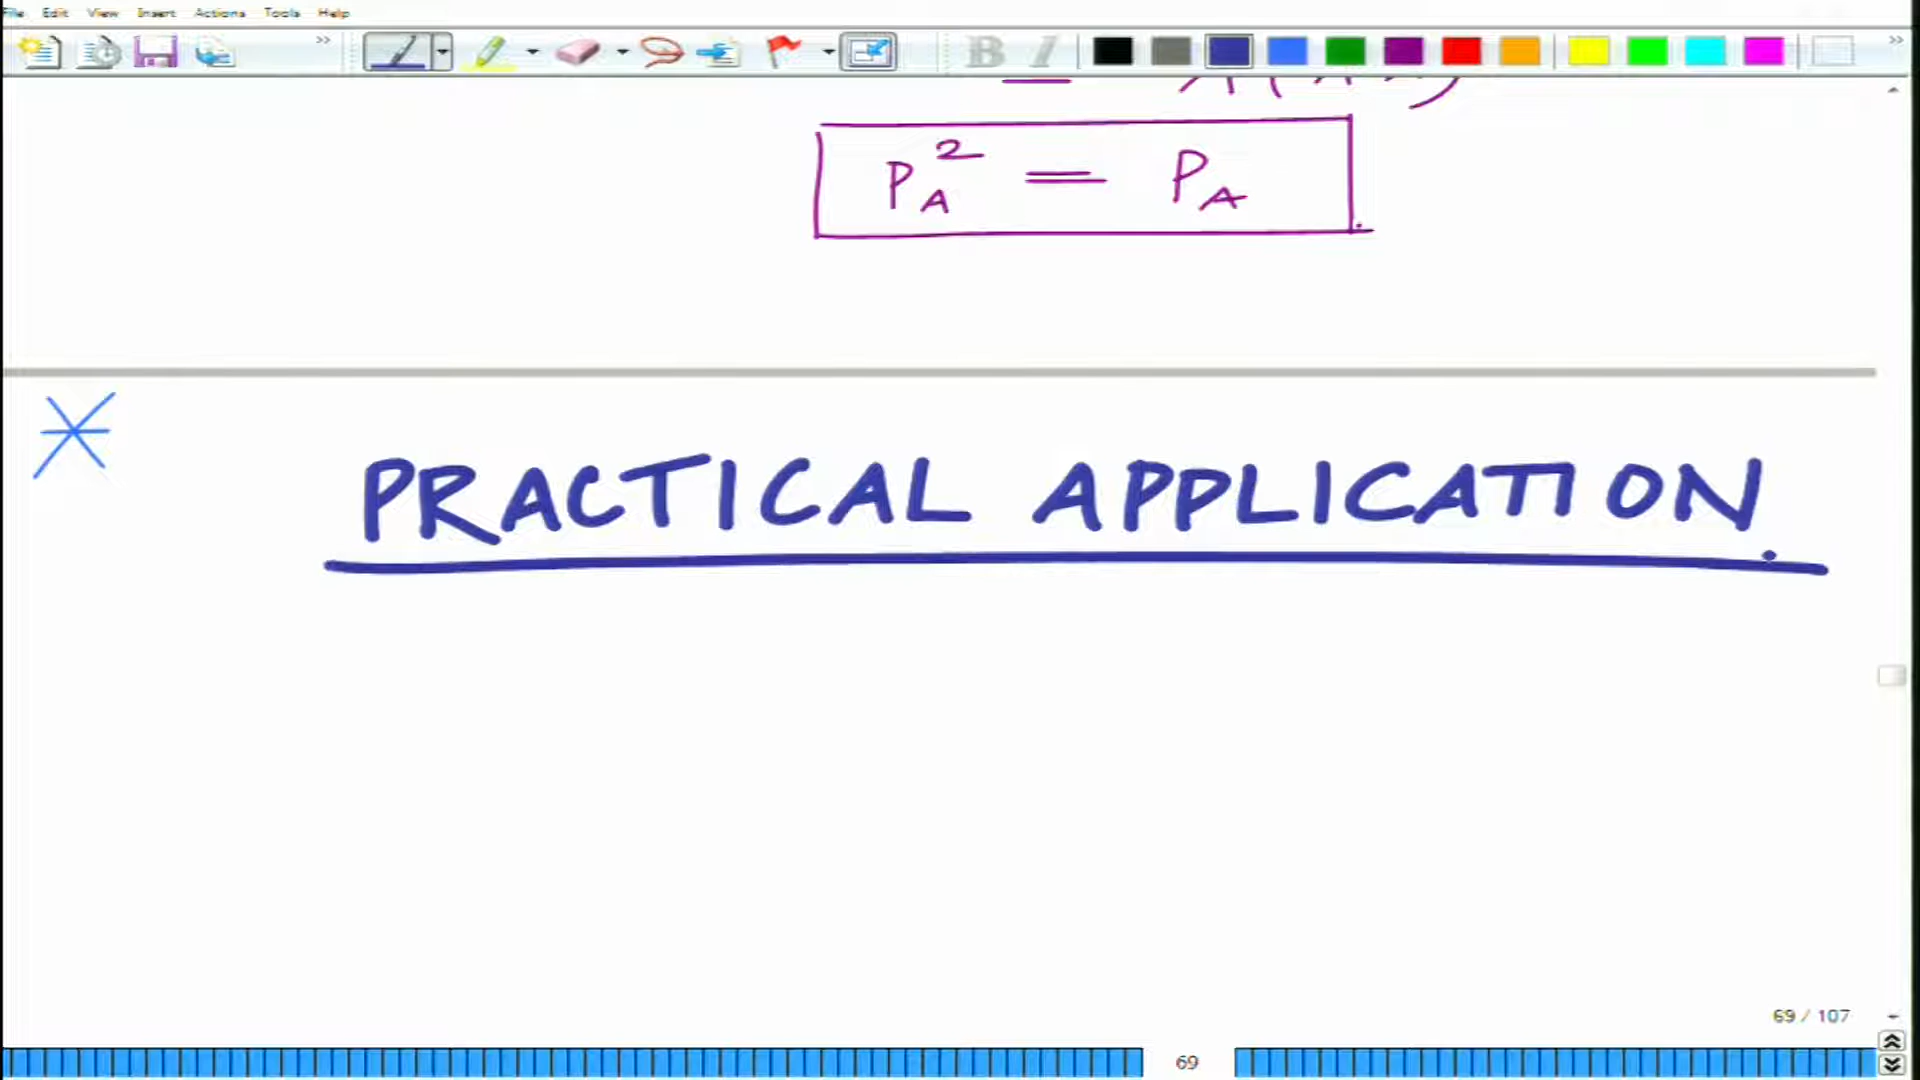 File Edit View Insert Actions Tools Help
B I
=
P_A^2 = P_A
PRACTICAL APPLICATION.
69 / 107
69